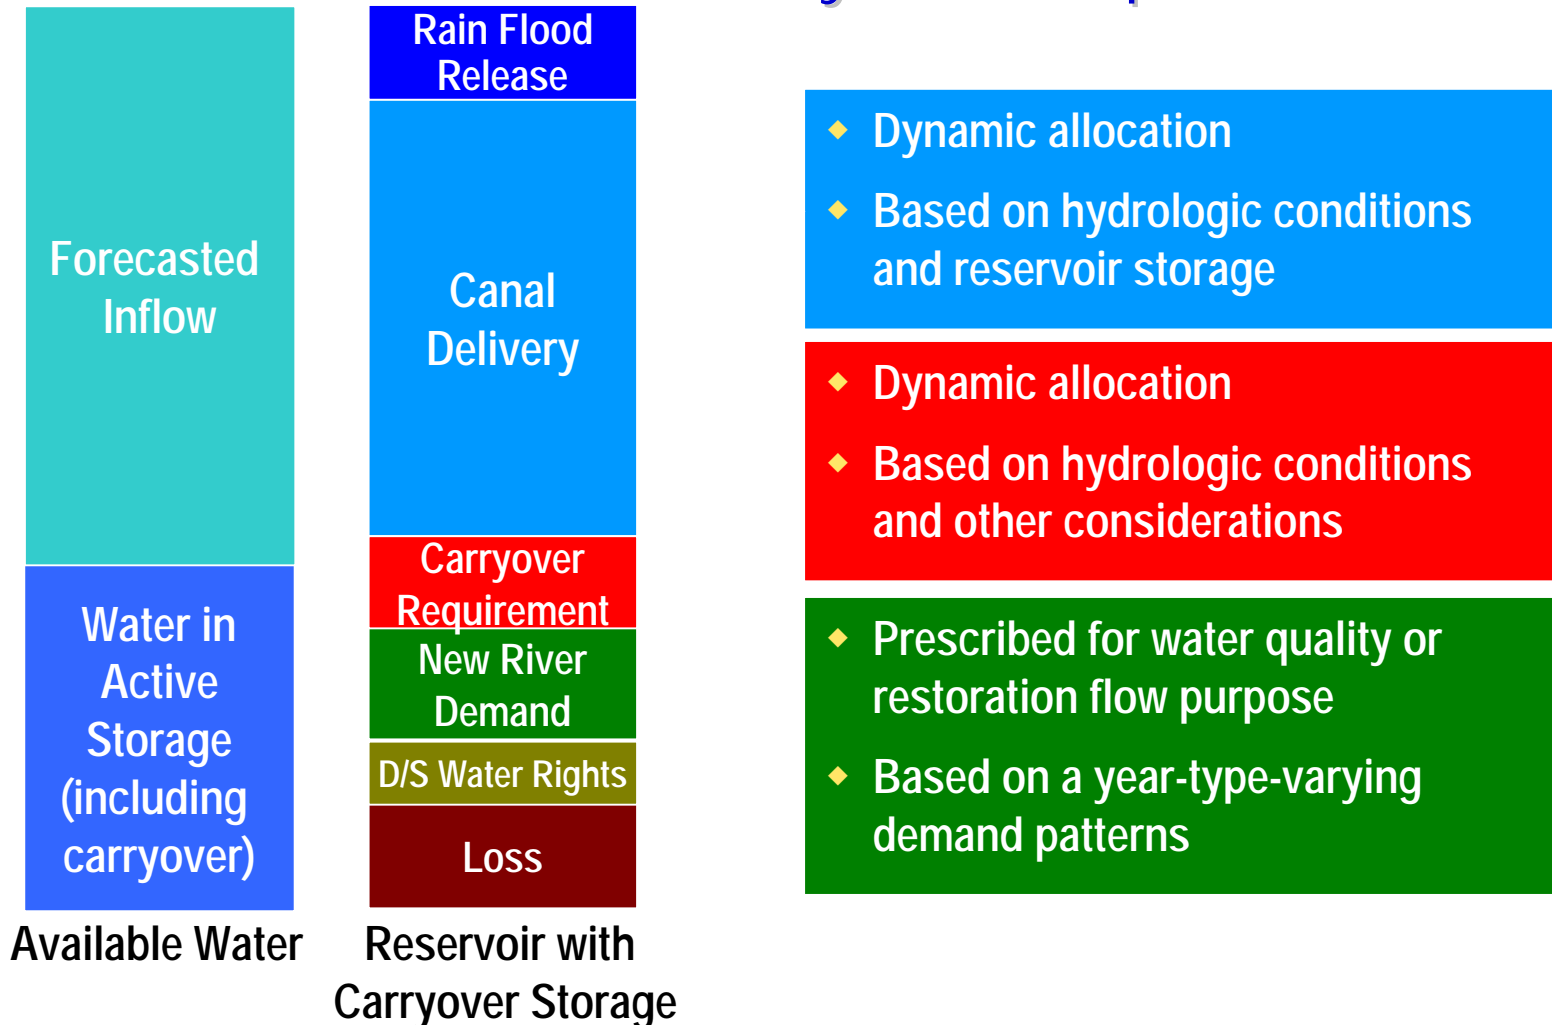 Rain Flood
Release
Forecasted
Inflow
Canal
Delivery
Carryover
Requirement
Water in
Active
Storage
(including
carryover)
New River
Demand
D/S Water Rights
Loss
Available Water
Reservoir with
Carryover Storage
◆ Dynamic allocation
◆ Based on hydrologic conditions
and reservoir storage
◆ Dynamic allocation
◆ Based on hydrologic conditions
and other considerations
◆ Prescribed for water quality or
restoration flow purpose
◆ Based on a year-type-varying
demand patterns